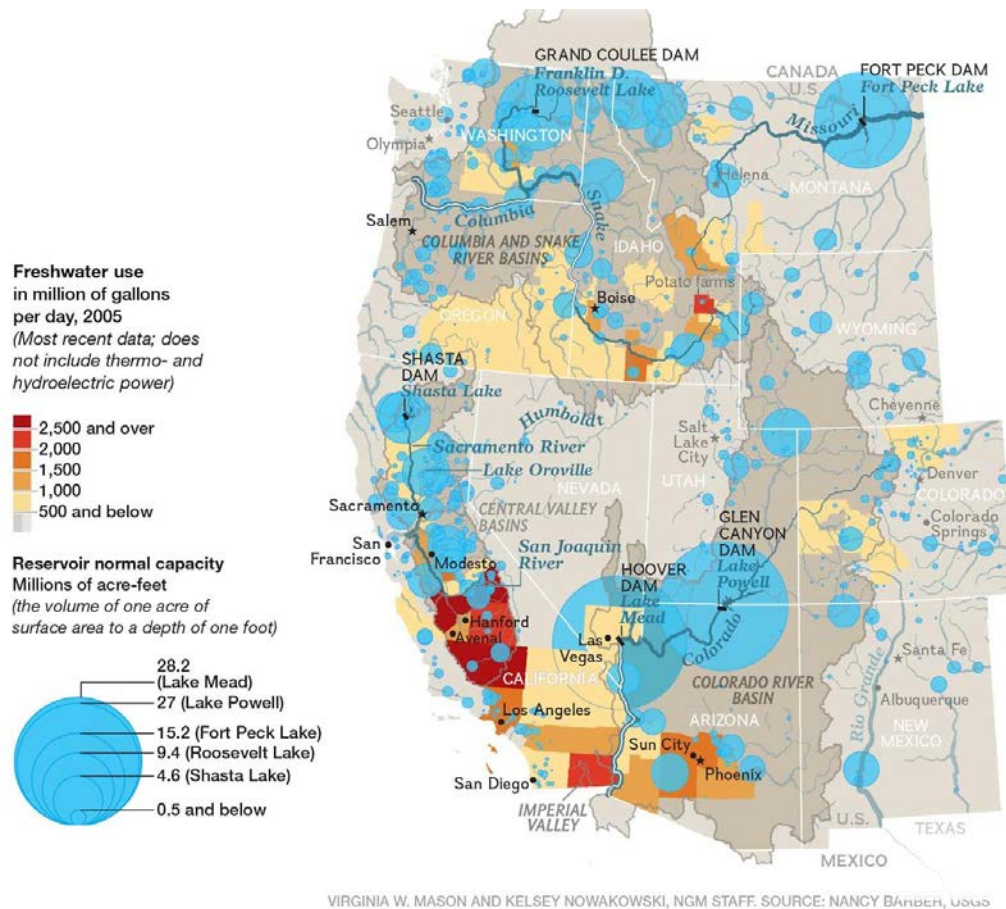 GRAND COULEE DAM
Franklin D.
Roosevelt Lake
CANADA
U.S.
FORT PECK DAM
Fort Peck Lake
Missouri
Seattle
Olympia
WASHINGTON
Helena
MONTANA
Salem
Columbia
Snake
COLUMBIA AND SNAKE
RIVER BASINS
IDAHO
Potato farms
Boise
OREGON
WYOMING
Freshwater use
in million of gallons
per day, 2005
(Most recent data; does
not include thermo- and
hydroelectric power)
2,500 and over
2,000
1,500
1,000
500 and below
SHASTA
DAM
Shasta Lake
Humboldt
Cheyenne
Sacramento River
Lake Oroville
Salt
Lake
City
NEVADA
UTAH
Denver
COLORADO
Colorado
Springs
Sacramento
CENTRAL VALLEY
BASINS
San
Francisco
Modesto
San Joaquin
River
GLEN
CANYON
DAM
Lake
Powell
HOOVER
DAM
Lake
Mead
Hanford
Avenal
Las
Vegas
Colorado
CALIFORNIA
COLORADO RIVER
BASIN
Santa Fe
Rio Grande
Albuquerque
NEW
MEXICO
Los Angeles
ARIZONA
Sun City
Phoenix
San Diego
IMPERIAL
VALLEY
U.S.
TEXAS
MEXICO
Reservoir normal capacity
Millions of acre-feet
(the volume of one acre of
surface area to a depth of one foot)
28.2
(Lake Mead)
27 (Lake Powell)
15.2 (Fort Peck Lake)
9.4 (Roosevelt Lake)
4.6 (Shasta Lake)
0.5 and below
VIRGINIA W. MASON AND KELSEY NOWAKOWSKI, NGM STAFF. SOURCE: NANCY BARBER, USGS